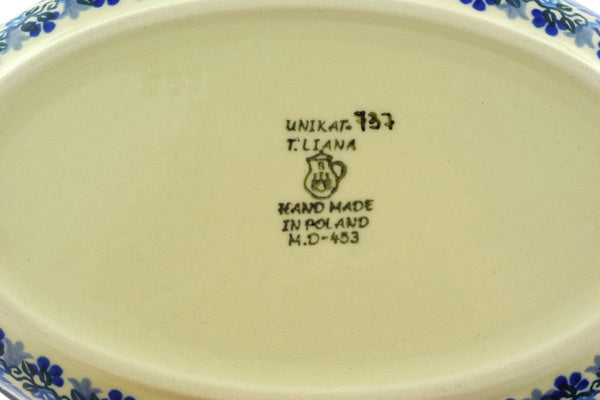 UNIKAT. 737
T. LIANA
HAND MADE
IN POLAND
M.D-453